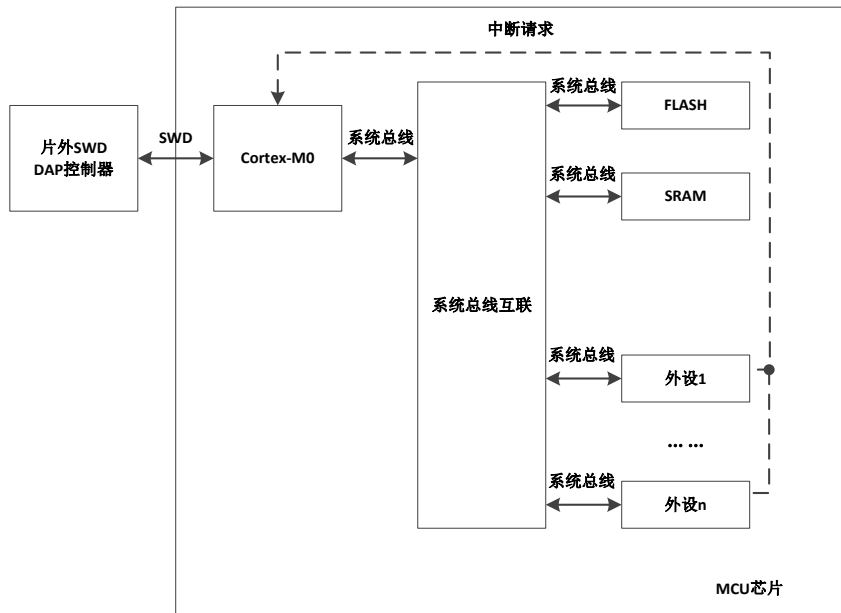 中断请求
系统总线
FLASH
片外SWD
DAP控制器
SWD
Cortex-M0
系统总线
系统总线
SRAM
系统总线互联
系统总线
外设1
... ...
系统总线
外设n
MCU芯片